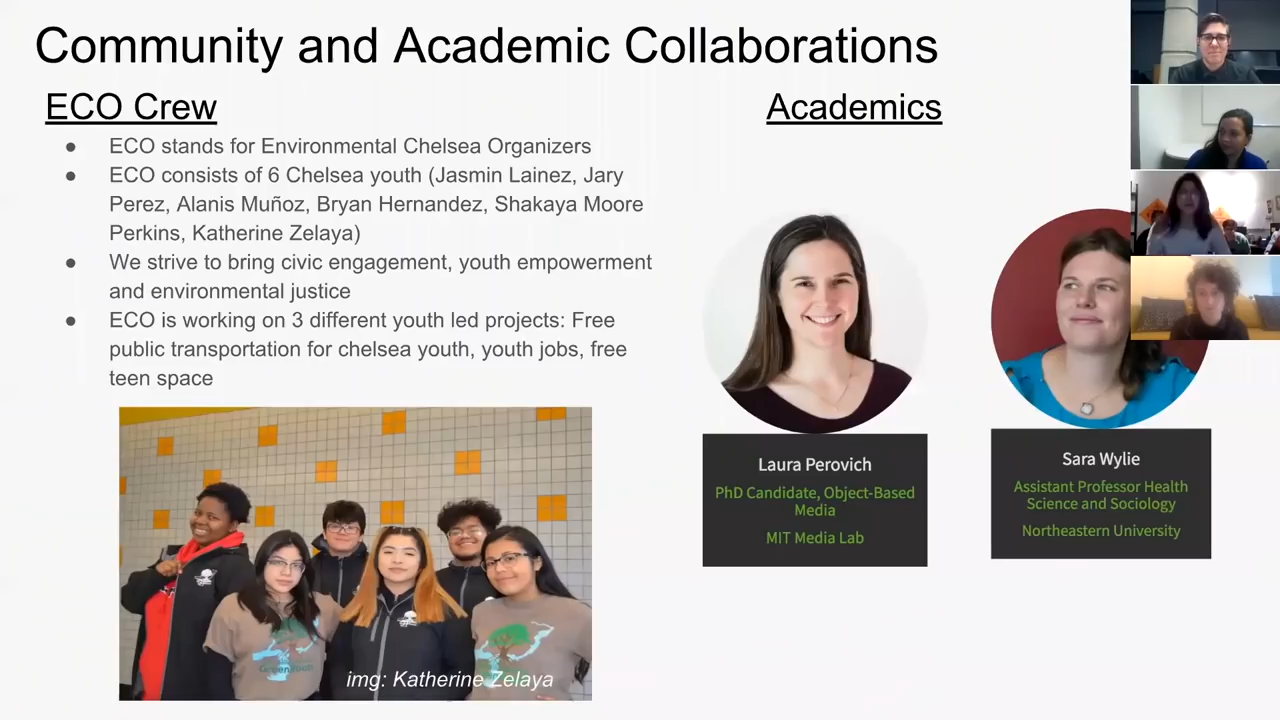 Community and Academic Collaborations
ECO Crew
● ECO stands for Environmental Chelsea Organizers
● ECO consists of 6 Chelsea youth (Jasmin Lainez, Jary
Perez, Alanis Muñoz, Bryan Hernandez, Shakaya Moore
Perkins, Katherine Zelaya)
● We strive to bring civic engagement, youth empowerment
and environmental justice
● ECO is working on 3 different youth led projects: Free
public transportation for chelsea youth, youth jobs, free
teen space
img: Katherine Zelaya
Academics
Laura Perovich
PhD Candidate, Object-Based
Media
MIT Media Lab
Sara Wylie
Assistant Professor Health
Science and Sociology
Northeastern University